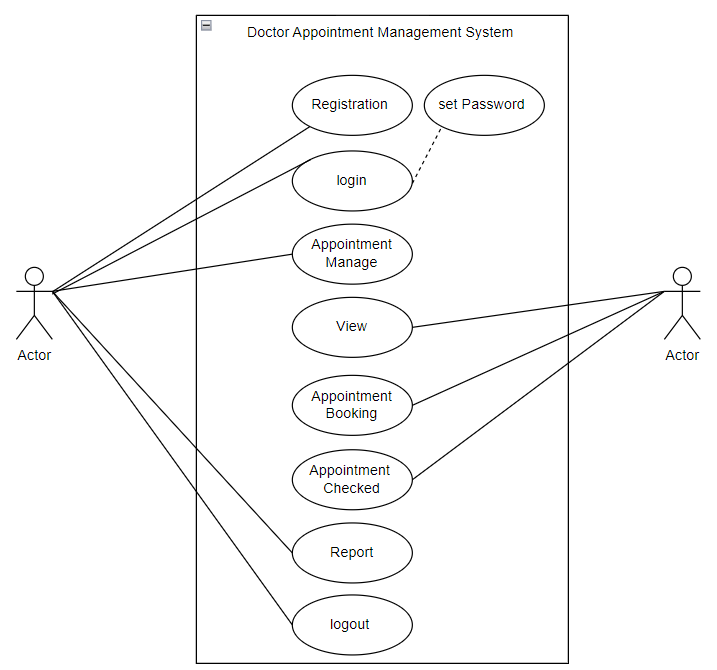 Doctor Appointment Management System
Registration
set Password
login
Appointment
Manage
View
Actor
Actor
Appointment
Booking
Appointment
Checked
Report
logout